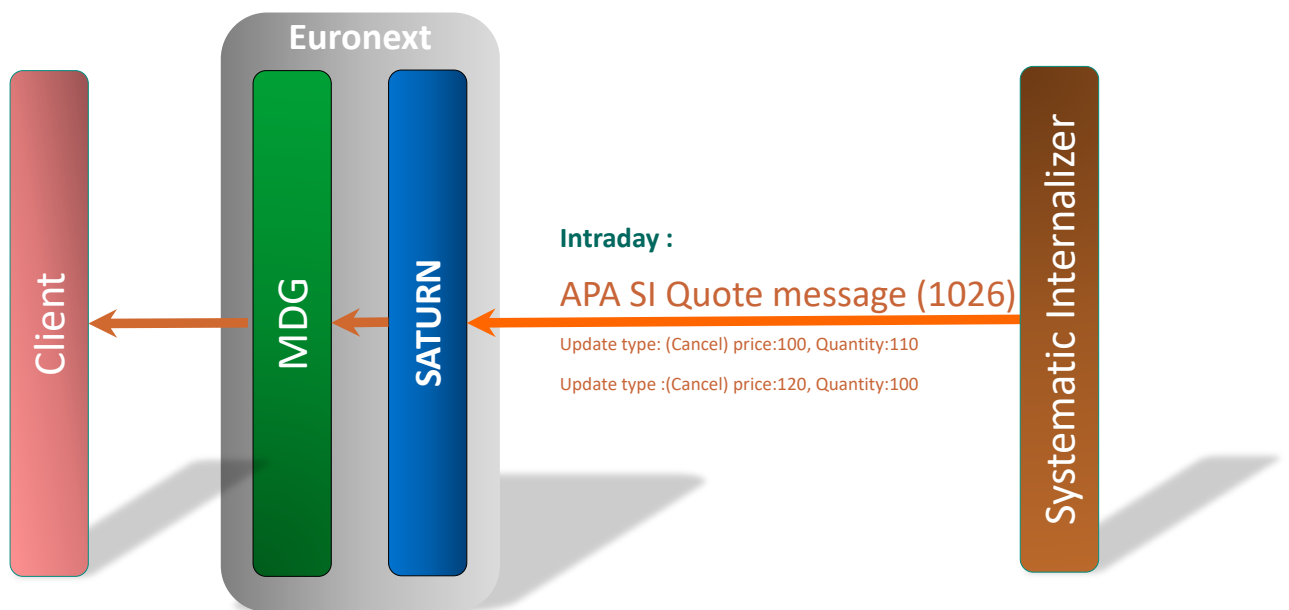 Euronext
Client
MDG
SATURN
Intraday :
APA SI Quote message (1026)
Update type: (Cancel) price:100, Quantity:110
Update type :(Cancel) price:120, Quantity:100
Systematic Internalizer